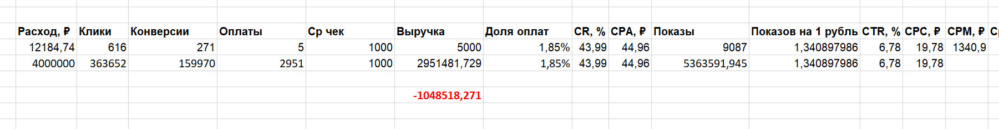 Расход, ₽ Клики Конверсии Оплаты Ср чек Выручка Доля оплат CR, % CPA, ₽ Показы Показов на 1 рубль CTR, % CPC, ₽ CPM, ₽ Ср
12184,74 616 271 5 1000 5000 1,85% 43,99 44,96 9087 1,340897986 6,78 19,78 1340,9
4000000 363652 159970 2951 1000 2951481,729 1,85% 43,99 44,96 5363591,945 1,340897986 6,78 19,78
-1048518,271